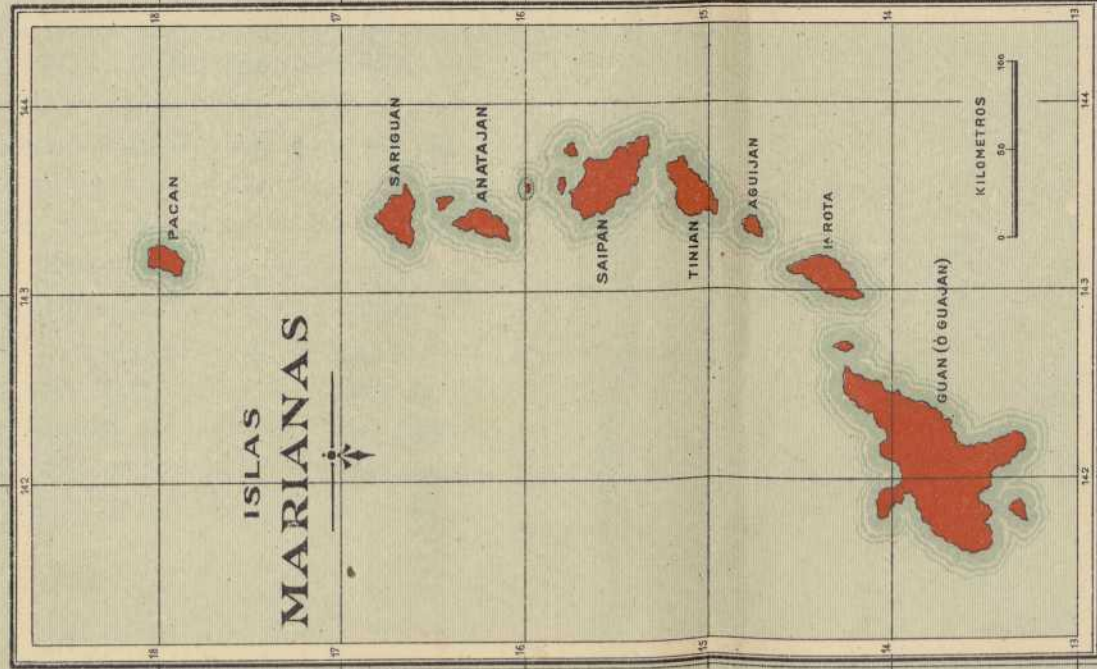 ISLAS
MARIANAS
PACAN
SARIGUAN
ANATAJAN
SAIPAN
TINIAN
AGUIJAN
Iᴬ ROTA
GUAN (Ó GUAJAN)
KILOMETROS
0 50 100
142 143 144
142 143 144
18 17 16 15 14 13
18 17 16 15 14 13